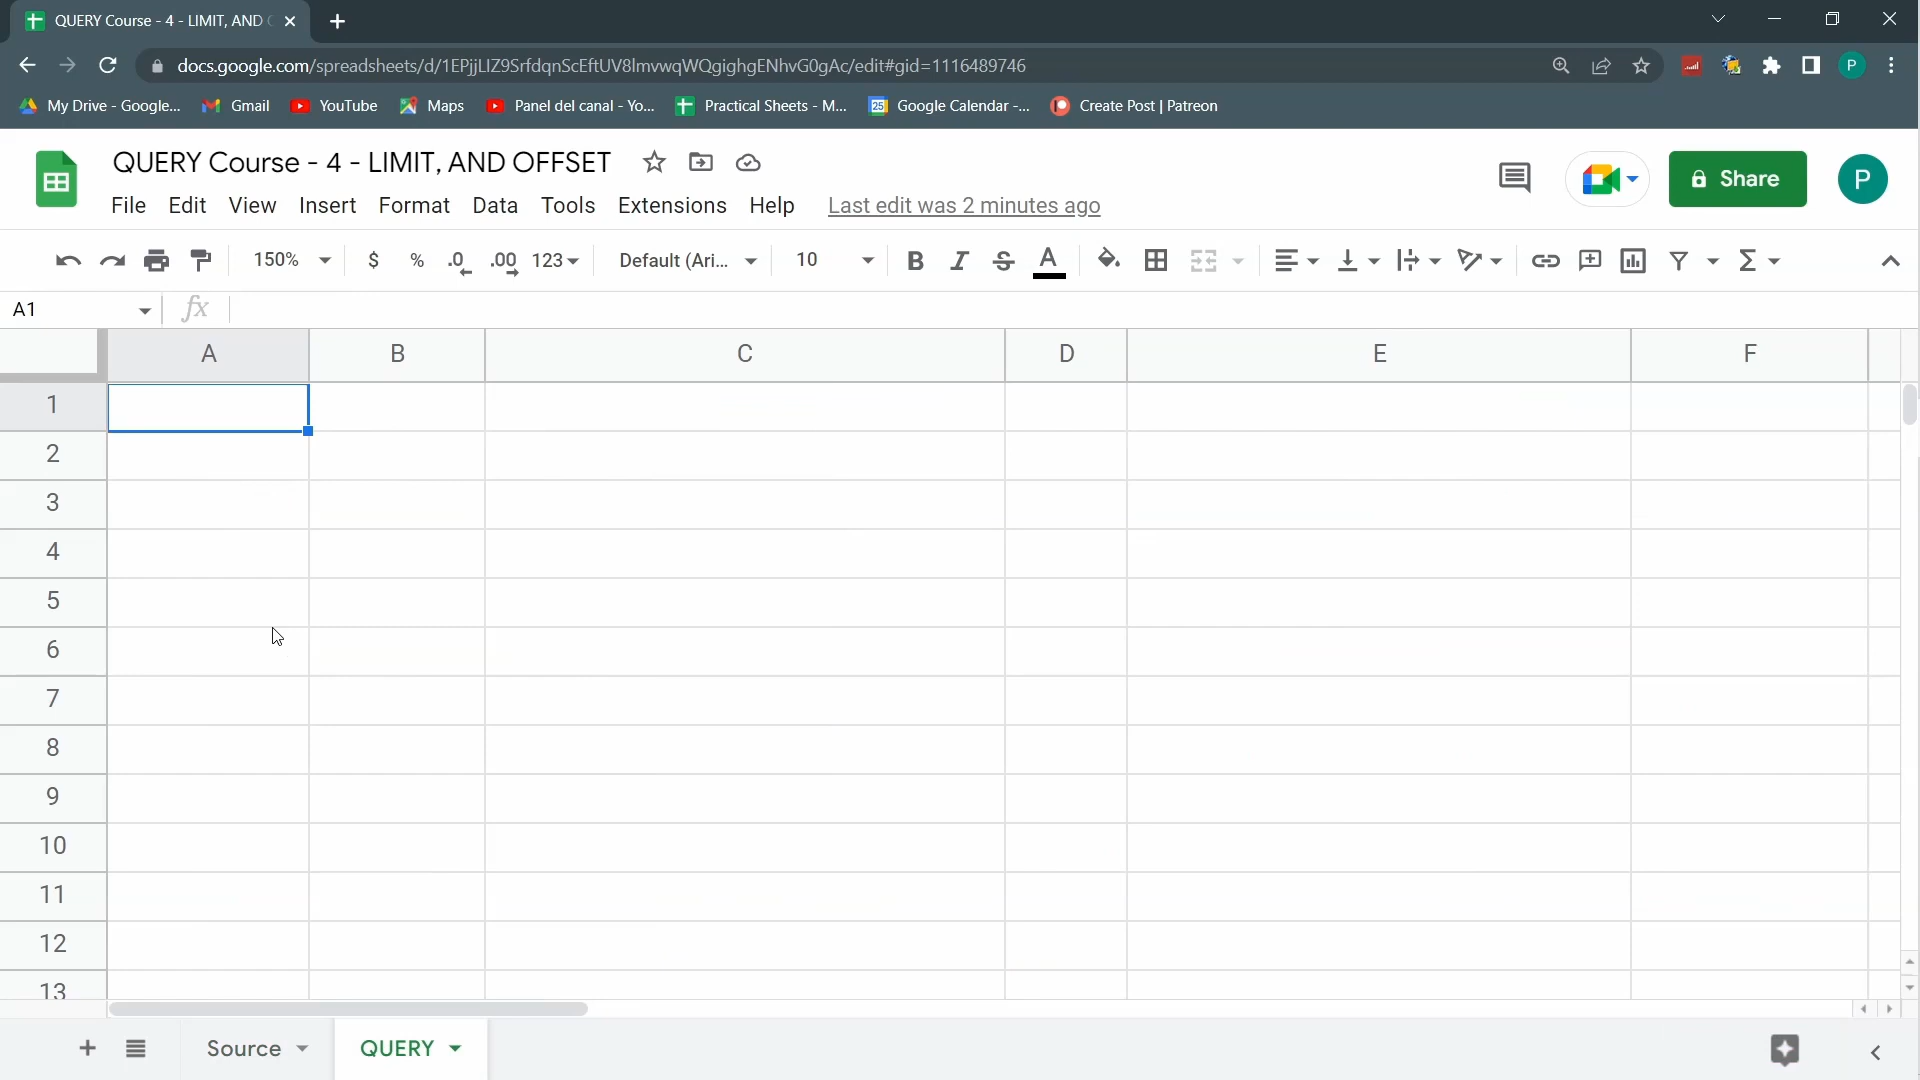 QUERY Course - 4 - LIMIT, AND
docs.google.com/spreadsheets/d/1EPjjLIZ9SrfdqnScEftUV8lmvwqWQgighgENhvG0gAc/edit#gid=1116489746
P
My Drive - Google... Gmail YouTube Maps Panel del canal - Yo... Practical Sheets - M... 25 Google Calendar -... Create Post | Patreon
QUERY Course - 4 - LIMIT, AND OFFSET
Share P
File Edit View Insert Format Data Tools Extensions Help Last edit was 2 minutes ago
150% $ % .0 .00 123 Default (Ari... 10 B I S A Σ
A1 fx
A B C D E F
1
2
3
4
5
6
7
8
9
10
11
12
13
+ Source QUERY